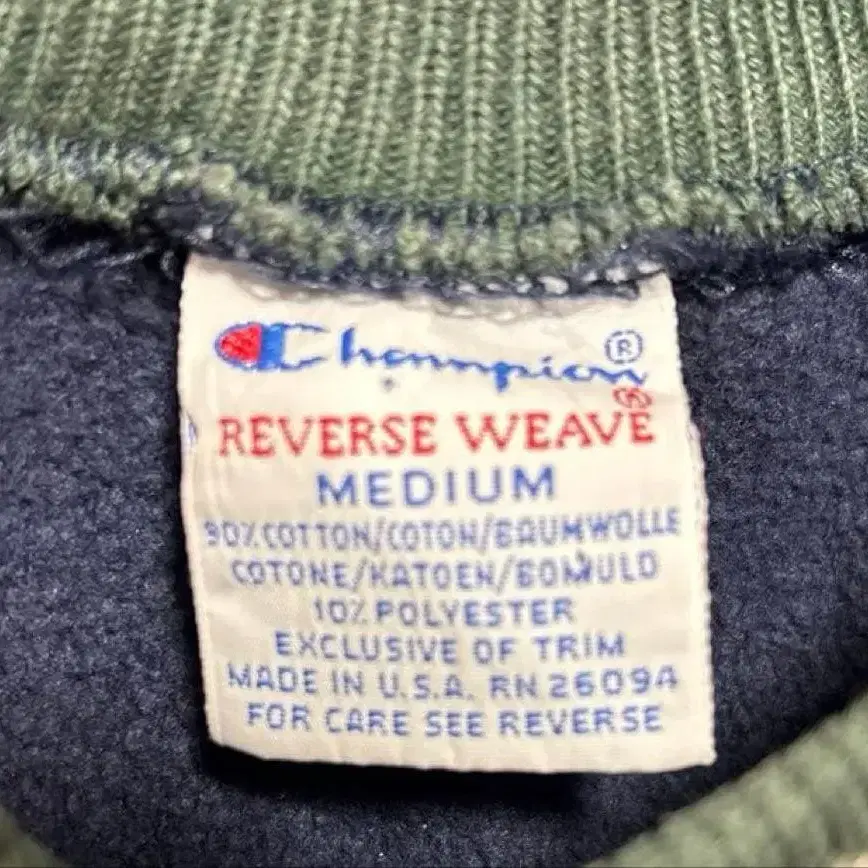 Champion®
REVERSE WEAVE®
MEDIUM
90% COTTON/COTON/BAUMWOLLE
COTONE/KATOEN/BOMULD
10% POLYESTER
EXCLUSIVE OF TRIM
MADE IN U.S.A. RN 26094
FOR CARE SEE REVERSE